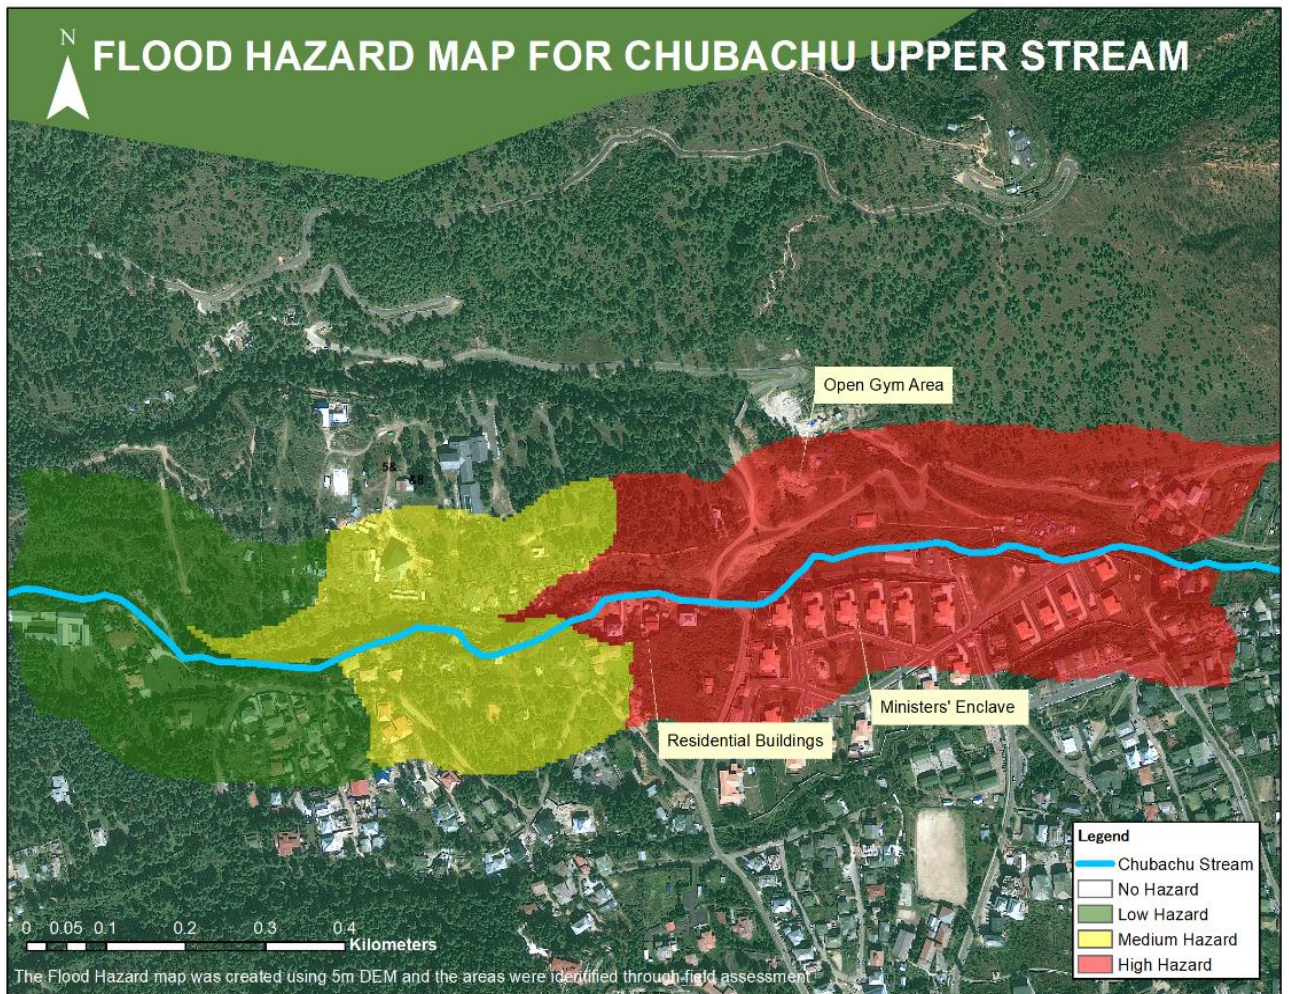 N
FLOOD HAZARD MAP FOR CHUBACHU UPPER STREAM
Open Gym Area
5&
&8
Ministers' Enclave
Residential Buildings
Legend
Chubachu Stream
No Hazard
Low Hazard
Medium Hazard
High Hazard
0 0.05 0.1 0.2 0.3 0.4
Kilometers
The Flood Hazard map was created using 5m DEM and the areas were identified through field assessment.